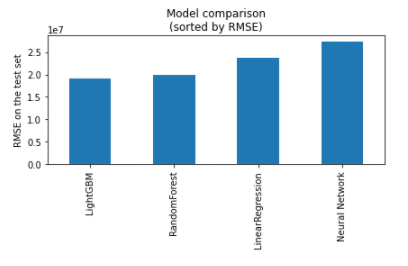 Model comparison
(sorted by RMSE)
1e7
RMSE on the test set
2.5
2.0
1.5
1.0
0.5
0.0
LightGBM
RandomForest
LinearRegression
Neural Network